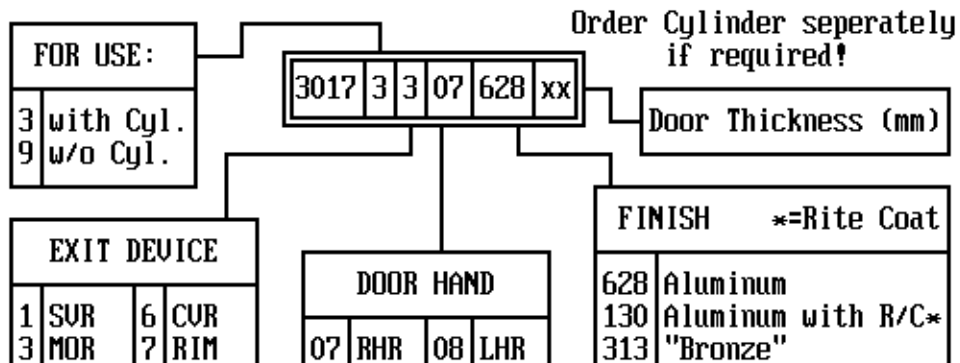 Order Cylinder seperately
if required!
FOR USE:
3 with Cyl.
9 w/o Cyl.
3017 3 3 07 628 xx
Door Thickness (mm)
EXIT DEVICE
1 SVR 6 CVR
3 MOR 7 RIM
DOOR HAND
07 RHR 08 LHR
FINISH *=Rite Coat
628 Aluminum
130 Aluminum with R/C*
313 "Bronze"